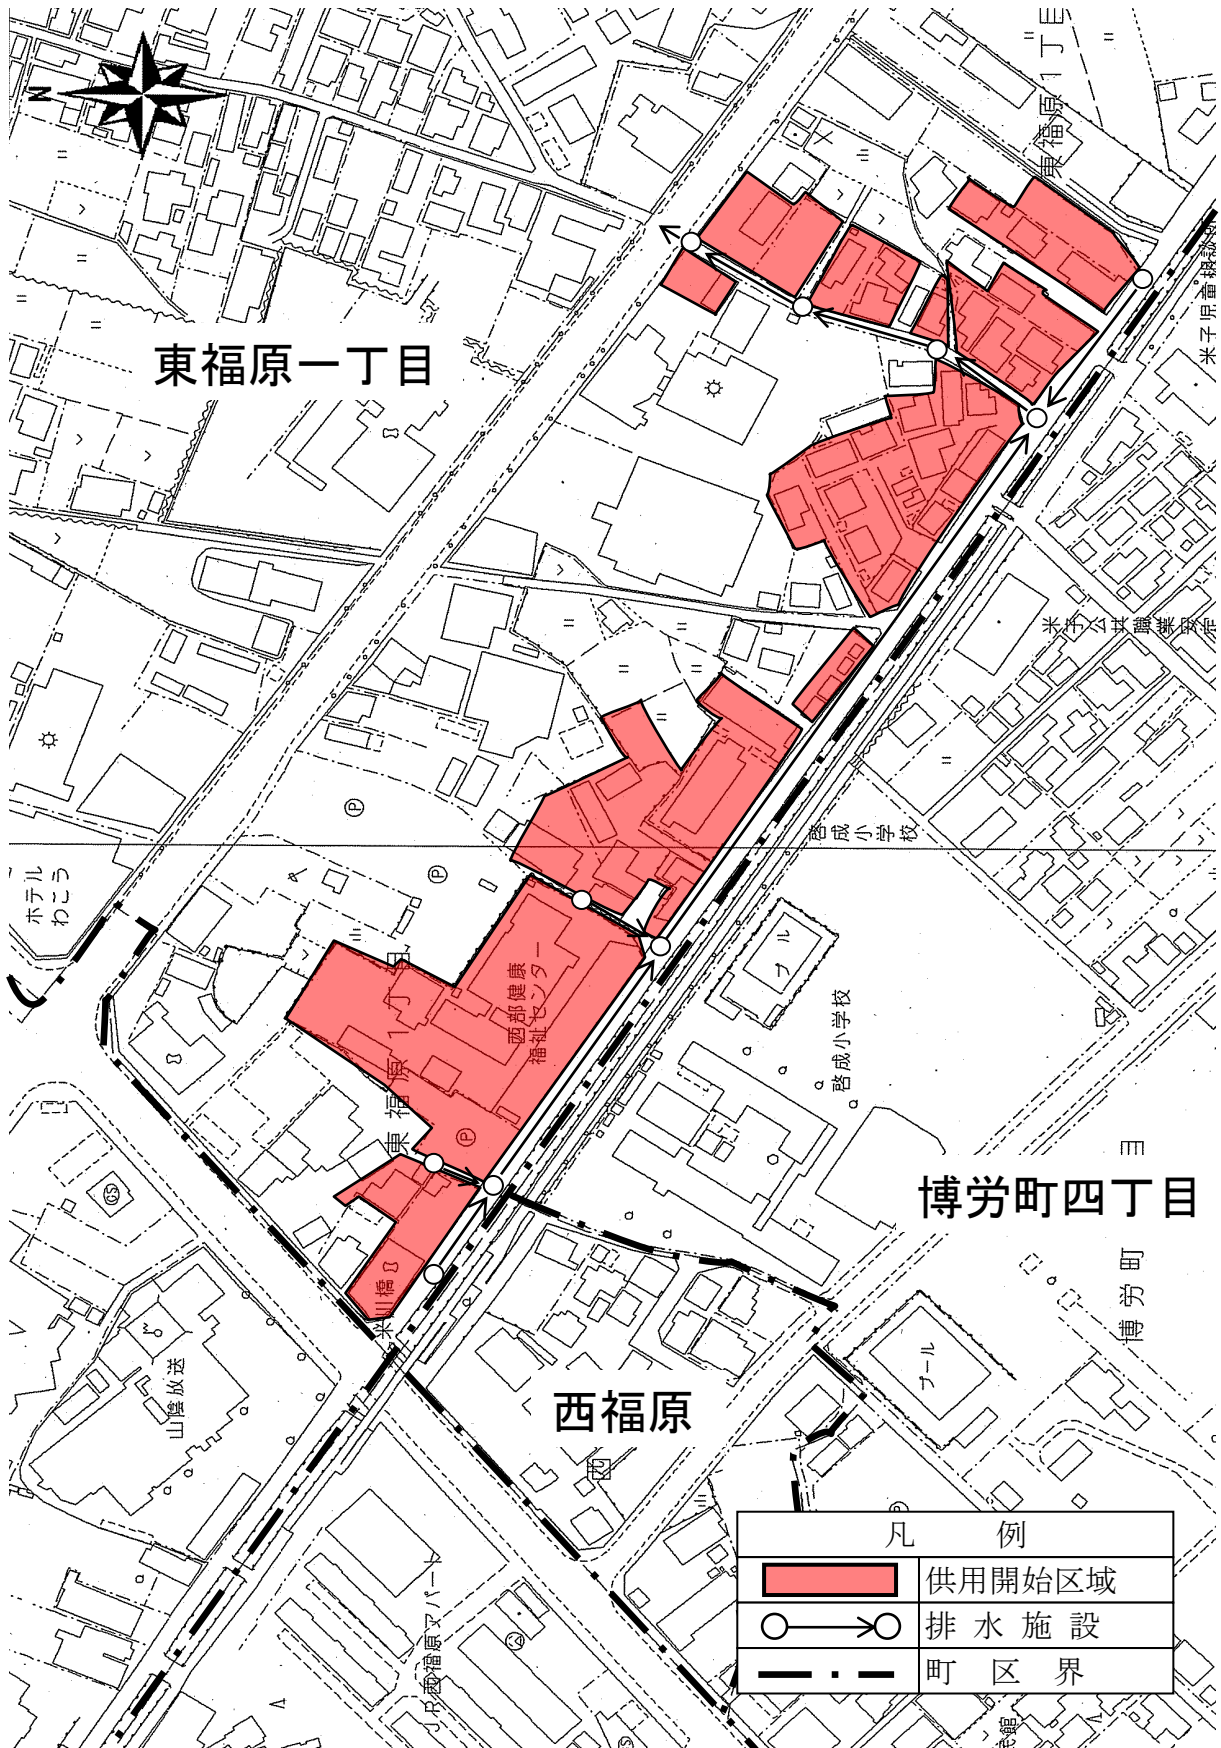 N
東福原1丁目
米子児童相談所
東福原一丁目
米子公共職業安定
啓成小学校
ホテル
わこう
P
P
プール
西部健康
福祉センター
啓成小学校
東福原1丁目
P
GS
博労町四丁目
博労町
米川橋
山陰放送
プール
西福原
西
JR西福原アパート
凡 例
供用開始区域
排水施設
町区界